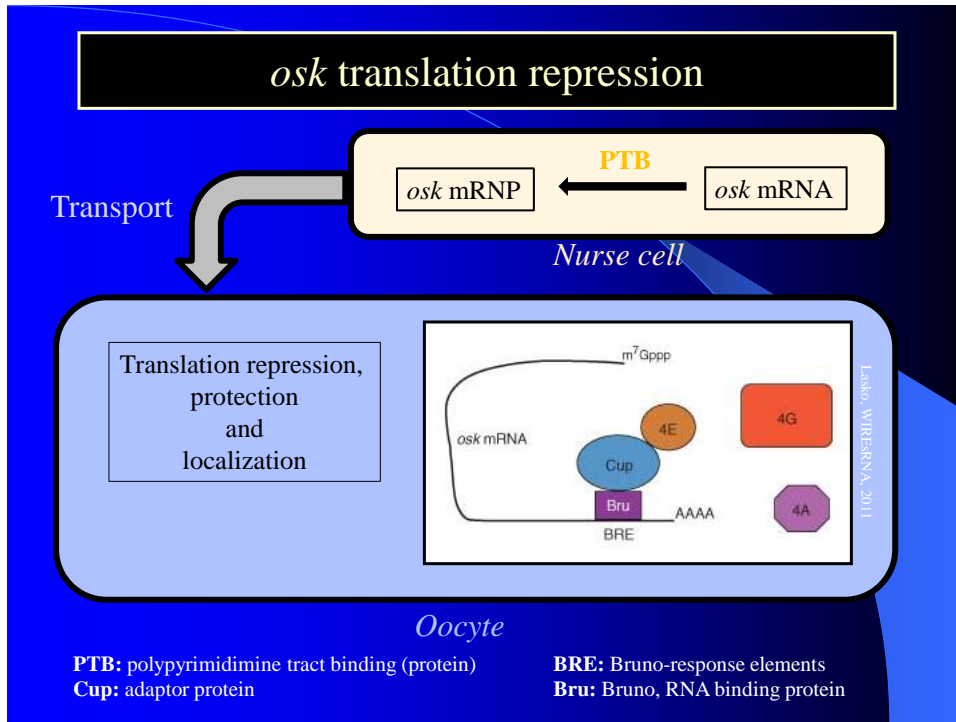 osk translation repression
PTB
osk mRNP
osk mRNA
Transport
Nurse cell
Translation repression,
protection
and
localization
m⁷Gppp
osk mRNA
4E
4G
Cup
Bru
AAAA
4A
BRE
Lasko, WIREsRNA, 2011
Oocyte
PTB: polypyrimidimine tract binding (protein)
Cup: adaptor protein
BRE: Bruno-response elements
Bru: Bruno, RNA binding protein